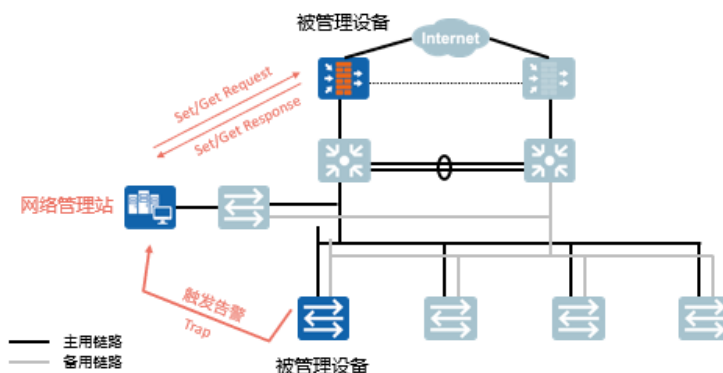 被管理设备
Internet
Set/Get Request
Set/Get Response
网络管理站
触发告警
Trap
主用链路
备用链路
被管理设备